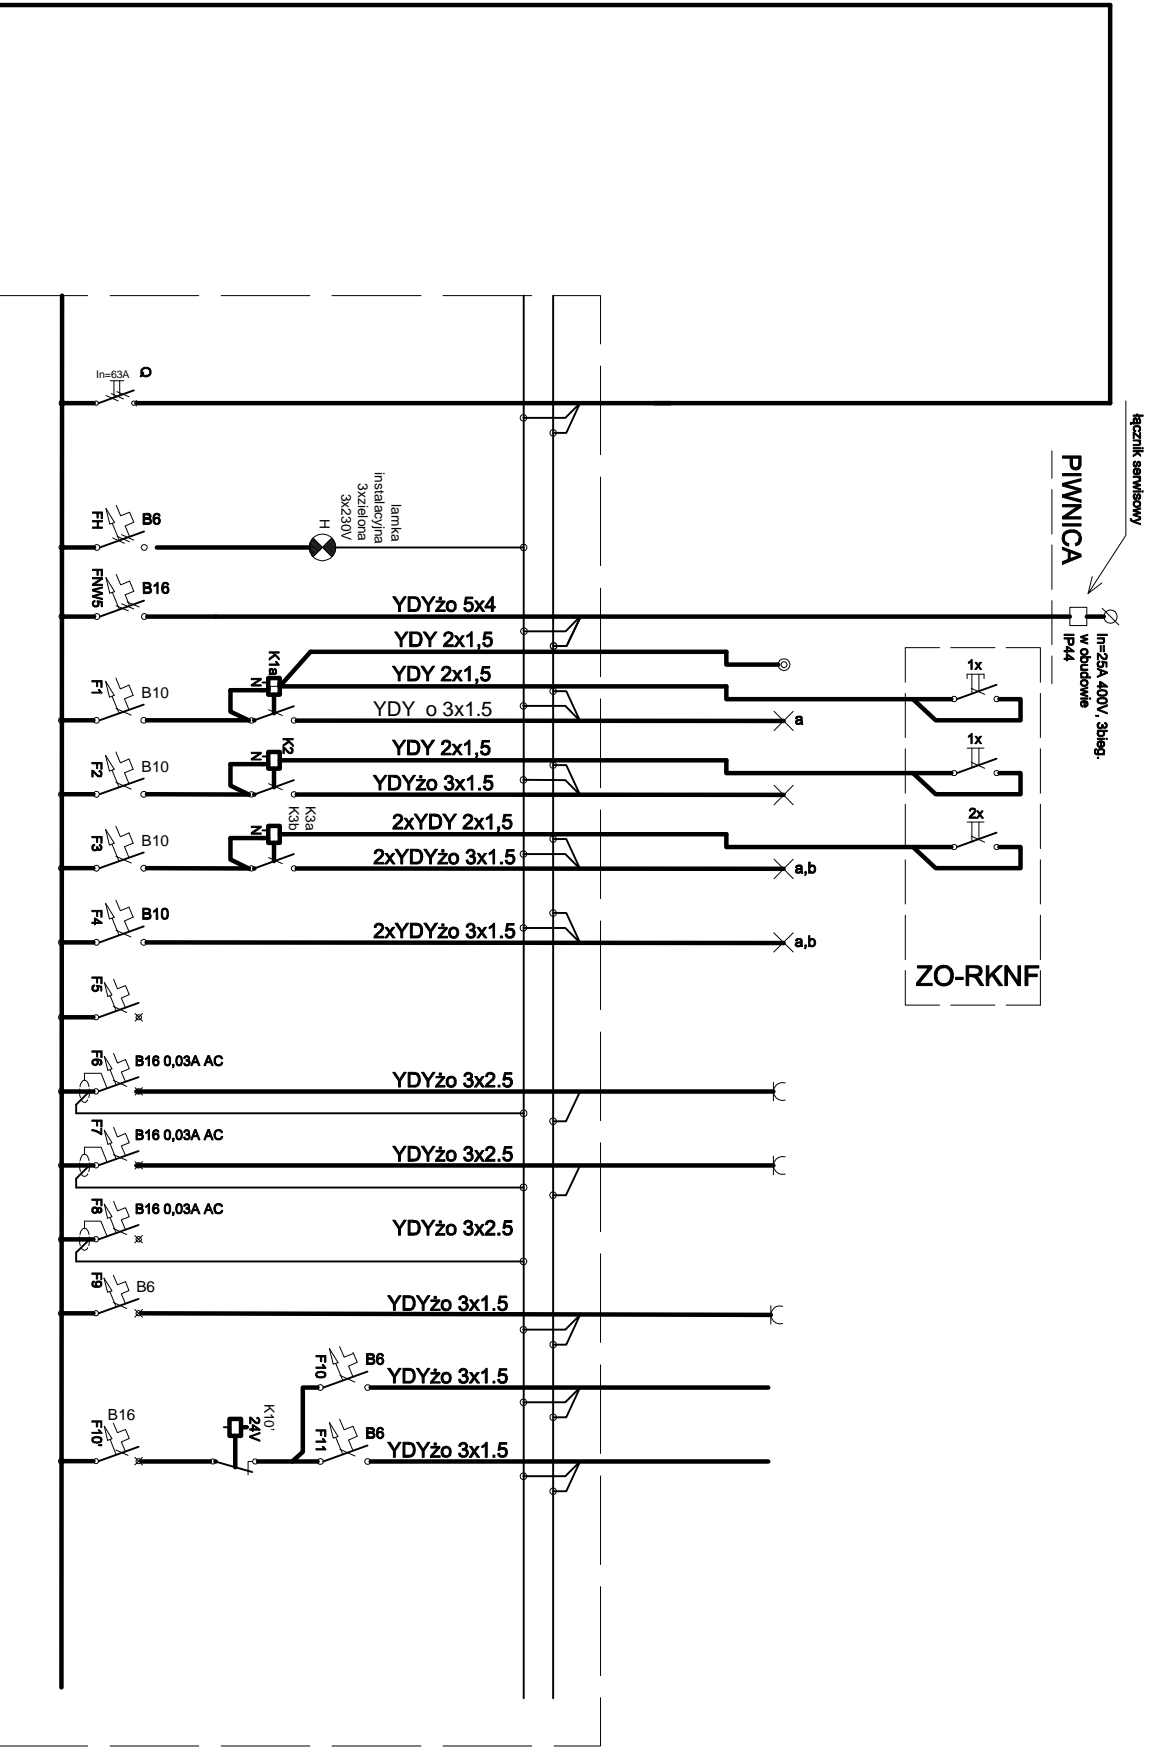 łącznik serwisowy
PIWNICA
In=25A 400V, 3bieg.
w obudowie
IP44
In=63A Q
lamka
instalacyjna
3xzielona
3x230V
H
FH B6
FNW5 B16
YDYżo 5x4
YDY 2x1,5
K1a
N
YDY 2x1,5
1x
F1 B10
YDY o 3x1.5
a
K2
N
YDY 2x1,5
1x
F2 B10
YDYżo 3x1.5
K3a
K3b
N
2xYDY 2x1,5
2x
F3 B10
2xYDYżo 3x1.5
a,b
F4 B10
2xYDYżo 3x1.5
a,b
ZO-RKNF
F5
F6 B16 0,03A AC
YDYżo 3x2.5
F7 B16 0,03A AC
YDYżo 3x2.5
F8 B16 0,03A AC
YDYżo 3x2.5
F9 B6
YDYżo 3x1.5
F10 B6
YDYżo 3x1.5
B16
F10'
K10'
24V
F11 B6
YDYżo 3x1.5